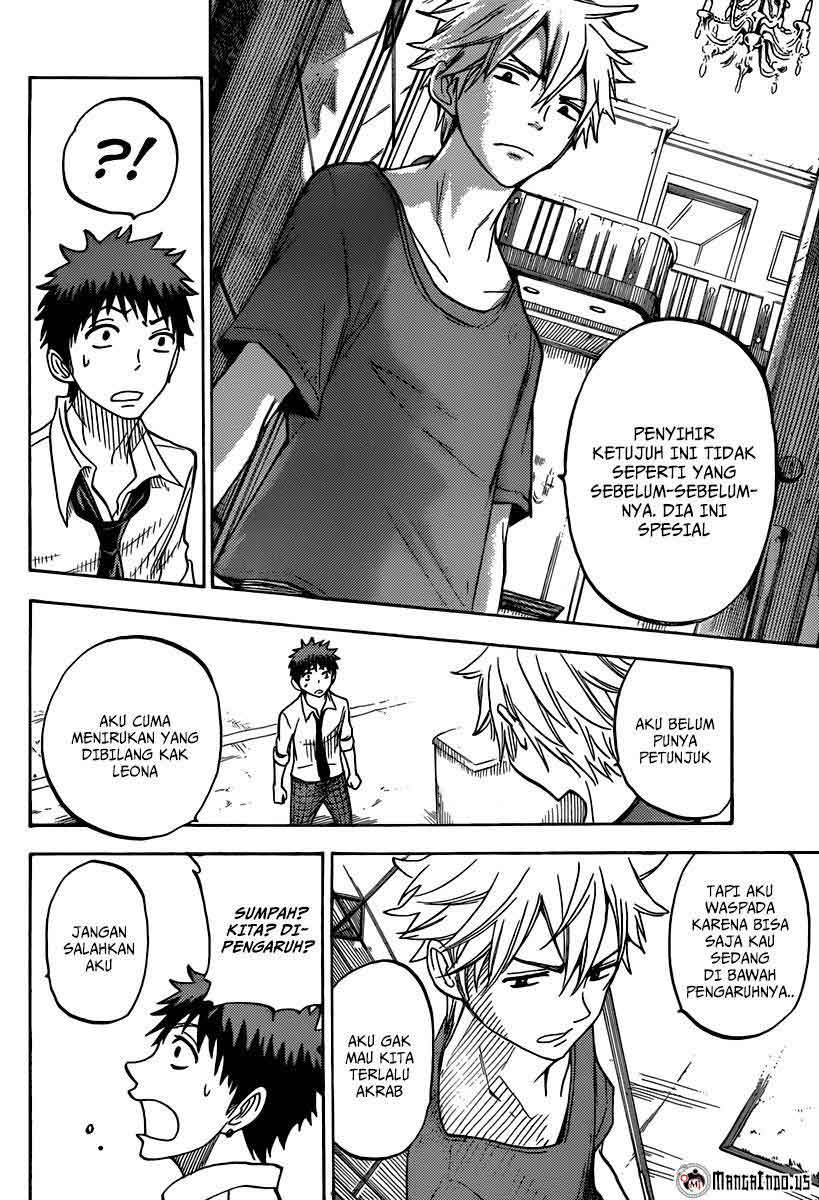 PENYIHIR
KETUJUH INI TIDAK
SEPERTI YANG
SEBELUM-SEBELUM-
NYA. DIA INI
SPESIAL
?!
AKU BELUM
PUNYA
PETUNJUK
AKU CUMA
MENIRUKAN YANG
DIBILANG KAK
LEONA
TAPI AKU
WASPADA
KARENA BISA
SAJA KAU
SEDANG
DI BAWAH
PENGARUHNYA..
AKU GAK
MAU KITA
TERLALU
AKRAB
SUMPAH?
KITA? DI-
PENGARUH?
JANGAN
SALAHKAN
AKU
MANGAINDO.US